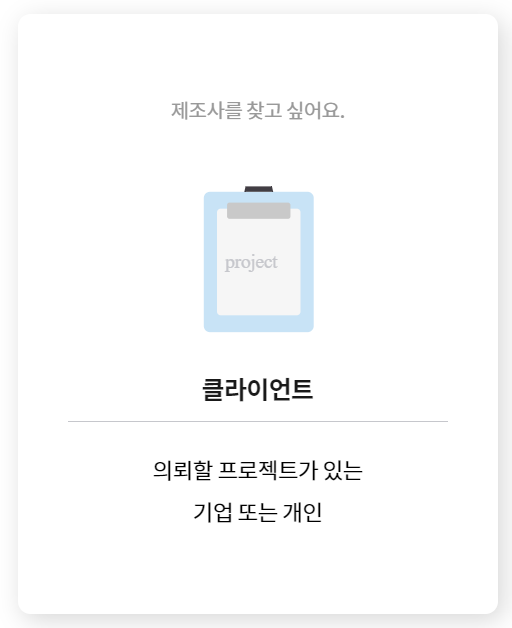 제조사를 찾고 싶어요.
project
클라이언트
의뢰할 프로젝트가 있는
기업 또는 개인